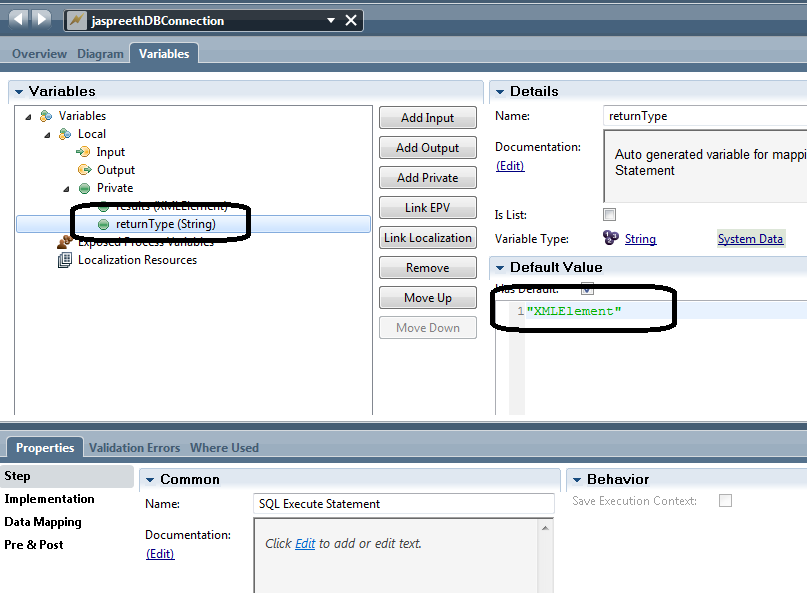 jaspreethDBConnection
Overview Diagram Variables
Variables
Variables
Local
Input
Output
Private
results (XMLElement)
returnType (String)
Exposed Process Variables
Localization Resources
Add Input
Add Output
Add Private
Link EPV
Link Localization
Remove
Move Up
Move Down
Details
Name: returnType
Documentation:
(Edit)
Auto generated variable for mappi
Statement
Is List:
Variable Type: String System Data
Default Value
Has Default:
1 "XMLElement"
Properties Validation Errors Where Used
Step
Implementation
Data Mapping
Pre & Post
Common
Name: SQL Execute Statement
Documentation:
(Edit)
Click Edit to add or edit text.
Behavior
Save Execution Context: